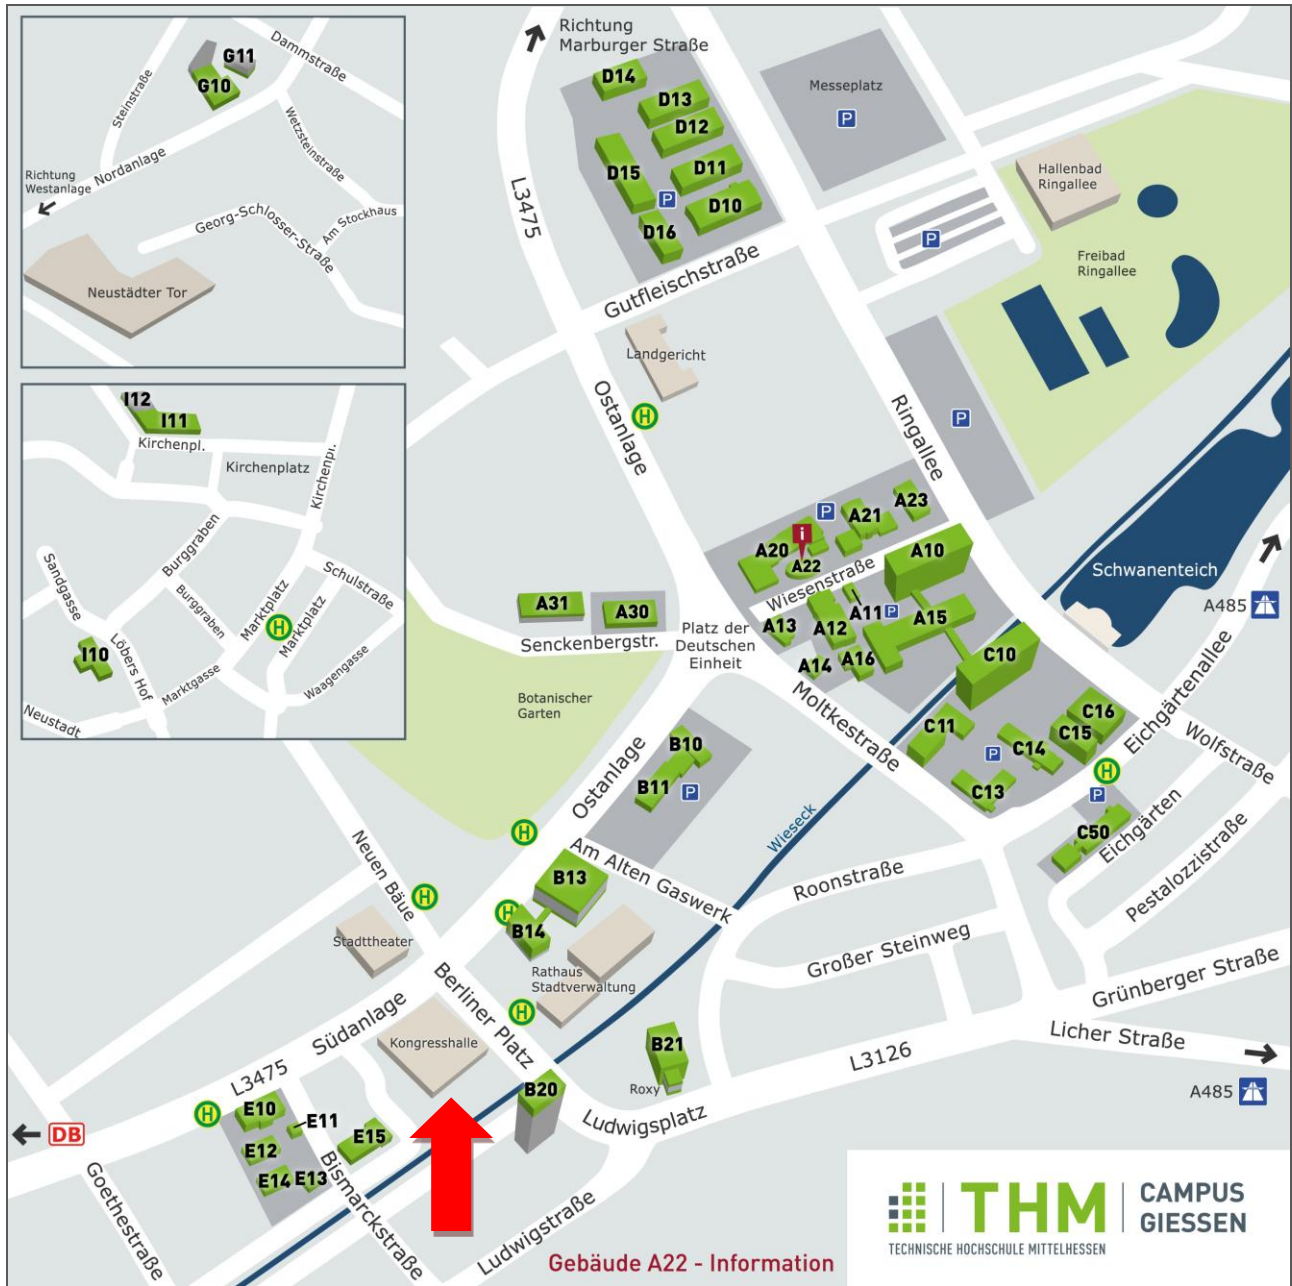 G11
G10
Dammstraße
Steinstraße
Wetzsteinstraße
Nordanlage
Richtung
Westanlage
Georg-Schlosser-Straße
Am Stockhaus
Neustädter Tor
I12
I11
Kirchenpl.
Kirchenplatz
Kirchenpl.
Burggraben
Sandgasse
Burggraben
Marktplatz
H
Marktplatz
Schulstraße
I10
Löbers Hof
Marktgasse
Waagengasse
Neustadt
Richtung
Marburger Straße
D14
D13
D12
D15
D11
P
D10
D16
L3475
Gutfleischstraße
Messeplatz
P
Hallenbad
Ringallee
P
Freibad
Ringallee
Landgericht
H
Ostanlage
Ringallee
P
A23
P
A21
i
A20
A22
A10
Wiesenstraße
Schwanenteich
A485
A31
A30
Senckenbergstr.
Platz der
Deutschen
Einheit
A13
A12
A11
P
A15
A14
A16
C10
Moltkestraße
Botanischer
Garten
C11
P
C14
C16
C15
C13
H
P
C50
Eichgärtenallee
Wolfstraße
Eichgärten
Pestalozzistraße
Ostanlage
B10
B11
P
Wieseck
H
Am Alten Gaswerk
B13
H
B14
Roonstraße
Großer Steinweg
Neuen Bäue
H
Stadttheater
Rathaus
Stadtverwaltung
H
Berliner Platz
Südanlage
Kongresshalle
Grünberger Straße
Licher Straße
A485
L3126
B21
Roxy
B20
Ludwigsplatz
L3475
H
E10
E11
E12
E15
E14
E13
DB
Goethestraße
Bismarckstraße
Ludwigstraße
Gebäude A22 - Information
THM
CAMPUS
GIESSEN
TECHNISCHE HOCHSCHULE MITTELHESSEN